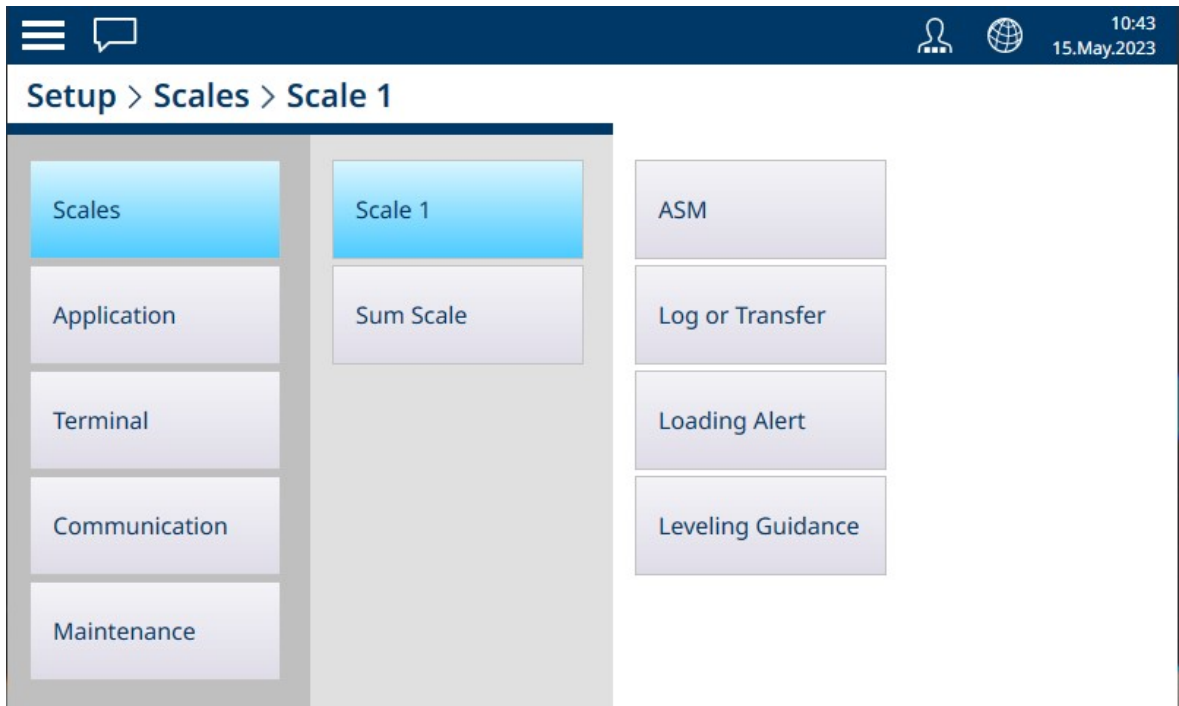 10:43
15.May.2023
Setup > Scales > Scale 1
Scales
Scale 1
ASM
Application
Sum Scale
Log or Transfer
Terminal
Loading Alert
Communication
Leveling Guidance
Maintenance